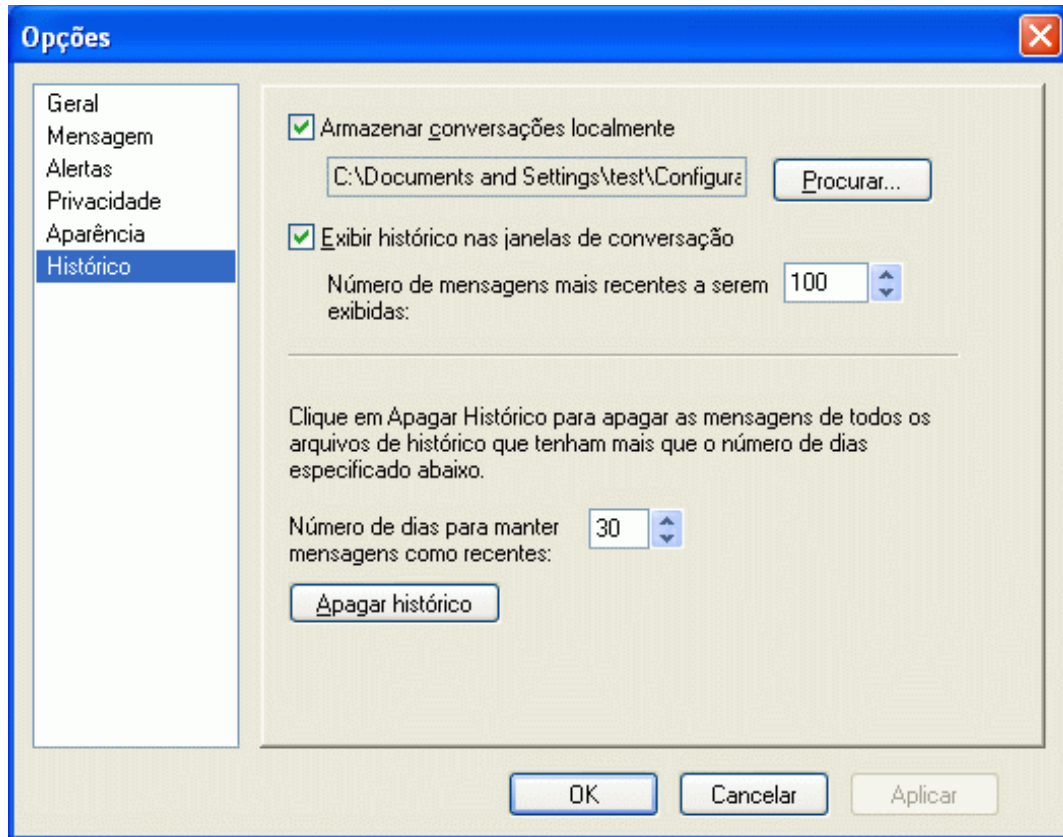 Opções
Geral
Mensagem
Alertas
Privacidade
Aparência
Histórico
Armazenar conversações localmente
C:\Documents and Settings\test\Configura
Procurar...
Exibir histórico nas janelas de conversação
Número de mensagens mais recentes a serem
exibidas:
100
Clique em Apagar Histórico para apagar as mensagens de todos os
arquivos de histórico que tenham mais que o número de dias
especificado abaixo.
Número de dias para manter
mensagens como recentes:
30
Apagar histórico
OK
Cancelar
Aplicar